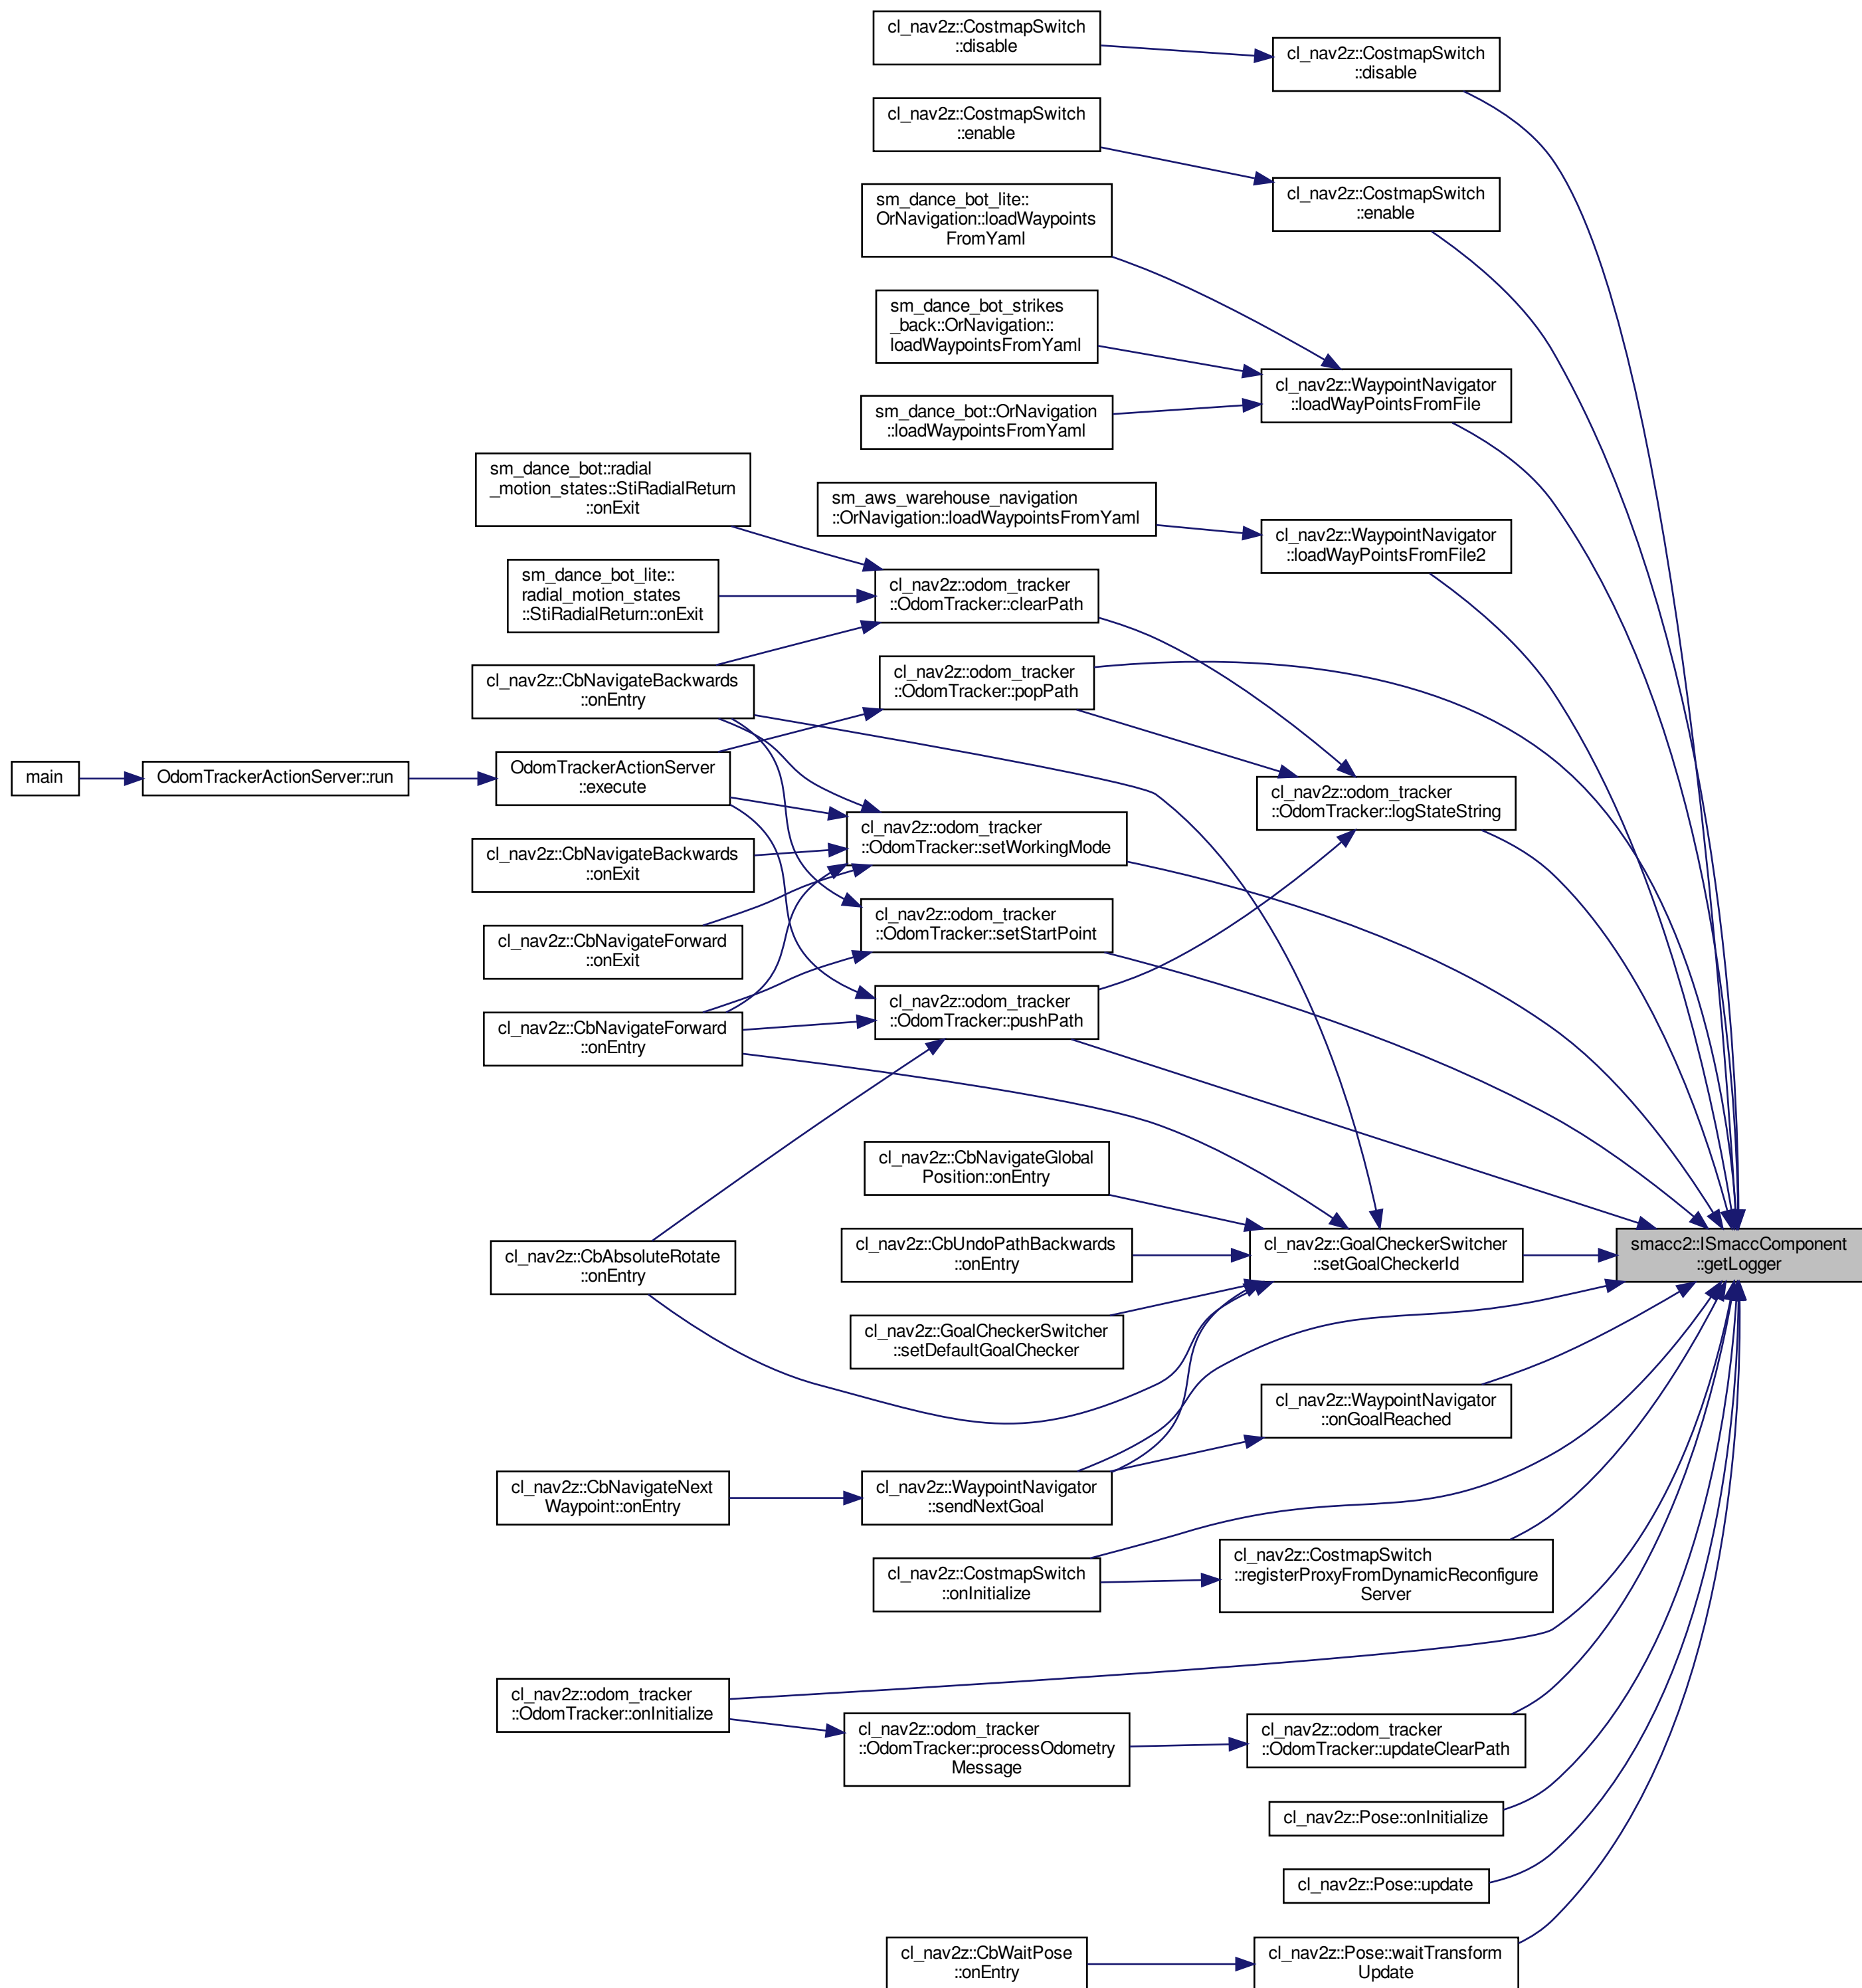 cl_nav2z::CostmapSwitch
::disable
cl_nav2z::CostmapSwitch
::disable
cl_nav2z::CostmapSwitch
::enable
cl_nav2z::CostmapSwitch
::enable
sm_dance_bot_lite::
OrNavigation::loadWaypoints
FromYaml
sm_dance_bot_strikes
_back::OrNavigation::
loadWaypointsFromYaml
cl_nav2z::WaypointNavigator
::loadWayPointsFromFile
sm_dance_bot::OrNavigation
::loadWaypointsFromYaml
sm_dance_bot::radial
_motion_states::StiRadialReturn
::onExit
sm_aws_warehouse_navigation
::OrNavigation::loadWaypointsFromYaml
cl_nav2z::WaypointNavigator
::loadWayPointsFromFile2
sm_dance_bot_lite::
radial_motion_states
::StiRadialReturn::onExit
cl_nav2z::odom_tracker
::OdomTracker::clearPath
cl_nav2z::CbNavigateBackwards
::onEntry
cl_nav2z::odom_tracker
::OdomTracker::popPath
main
OdomTrackerActionServer::run
OdomTrackerActionServer
::execute
cl_nav2z::odom_tracker
::OdomTracker::logStateString
cl_nav2z::odom_tracker
::OdomTracker::setWorkingMode
cl_nav2z::CbNavigateBackwards
::onExit
cl_nav2z::odom_tracker
::OdomTracker::setStartPoint
cl_nav2z::CbNavigateForward
::onExit
cl_nav2z::odom_tracker
::OdomTracker::pushPath
cl_nav2z::CbNavigateForward
::onEntry
cl_nav2z::CbNavigateGlobal
Position::onEntry
cl_nav2z::CbAbsoluteRotate
::onEntry
cl_nav2z::CbUndoPathBackwards
::onEntry
cl_nav2z::GoalCheckerSwitcher
::setGoalCheckerId
smacc2::ISmaccComponent
::getLogger
cl_nav2z::GoalCheckerSwitcher
::setDefaultGoalChecker
cl_nav2z::WaypointNavigator
::onGoalReached
cl_nav2z::CbNavigateNext
Waypoint::onEntry
cl_nav2z::WaypointNavigator
::sendNextGoal
cl_nav2z::CostmapSwitch
::onInitialize
cl_nav2z::CostmapSwitch
::registerProxyFromDynamicReconfigure
Server
cl_nav2z::odom_tracker
::OdomTracker::onInitialize
cl_nav2z::odom_tracker
::OdomTracker::processOdometry
Message
cl_nav2z::odom_tracker
::OdomTracker::updateClearPath
cl_nav2z::Pose::onInitialize
cl_nav2z::Pose::update
cl_nav2z::CbWaitPose
::onEntry
cl_nav2z::Pose::waitTransform
Update